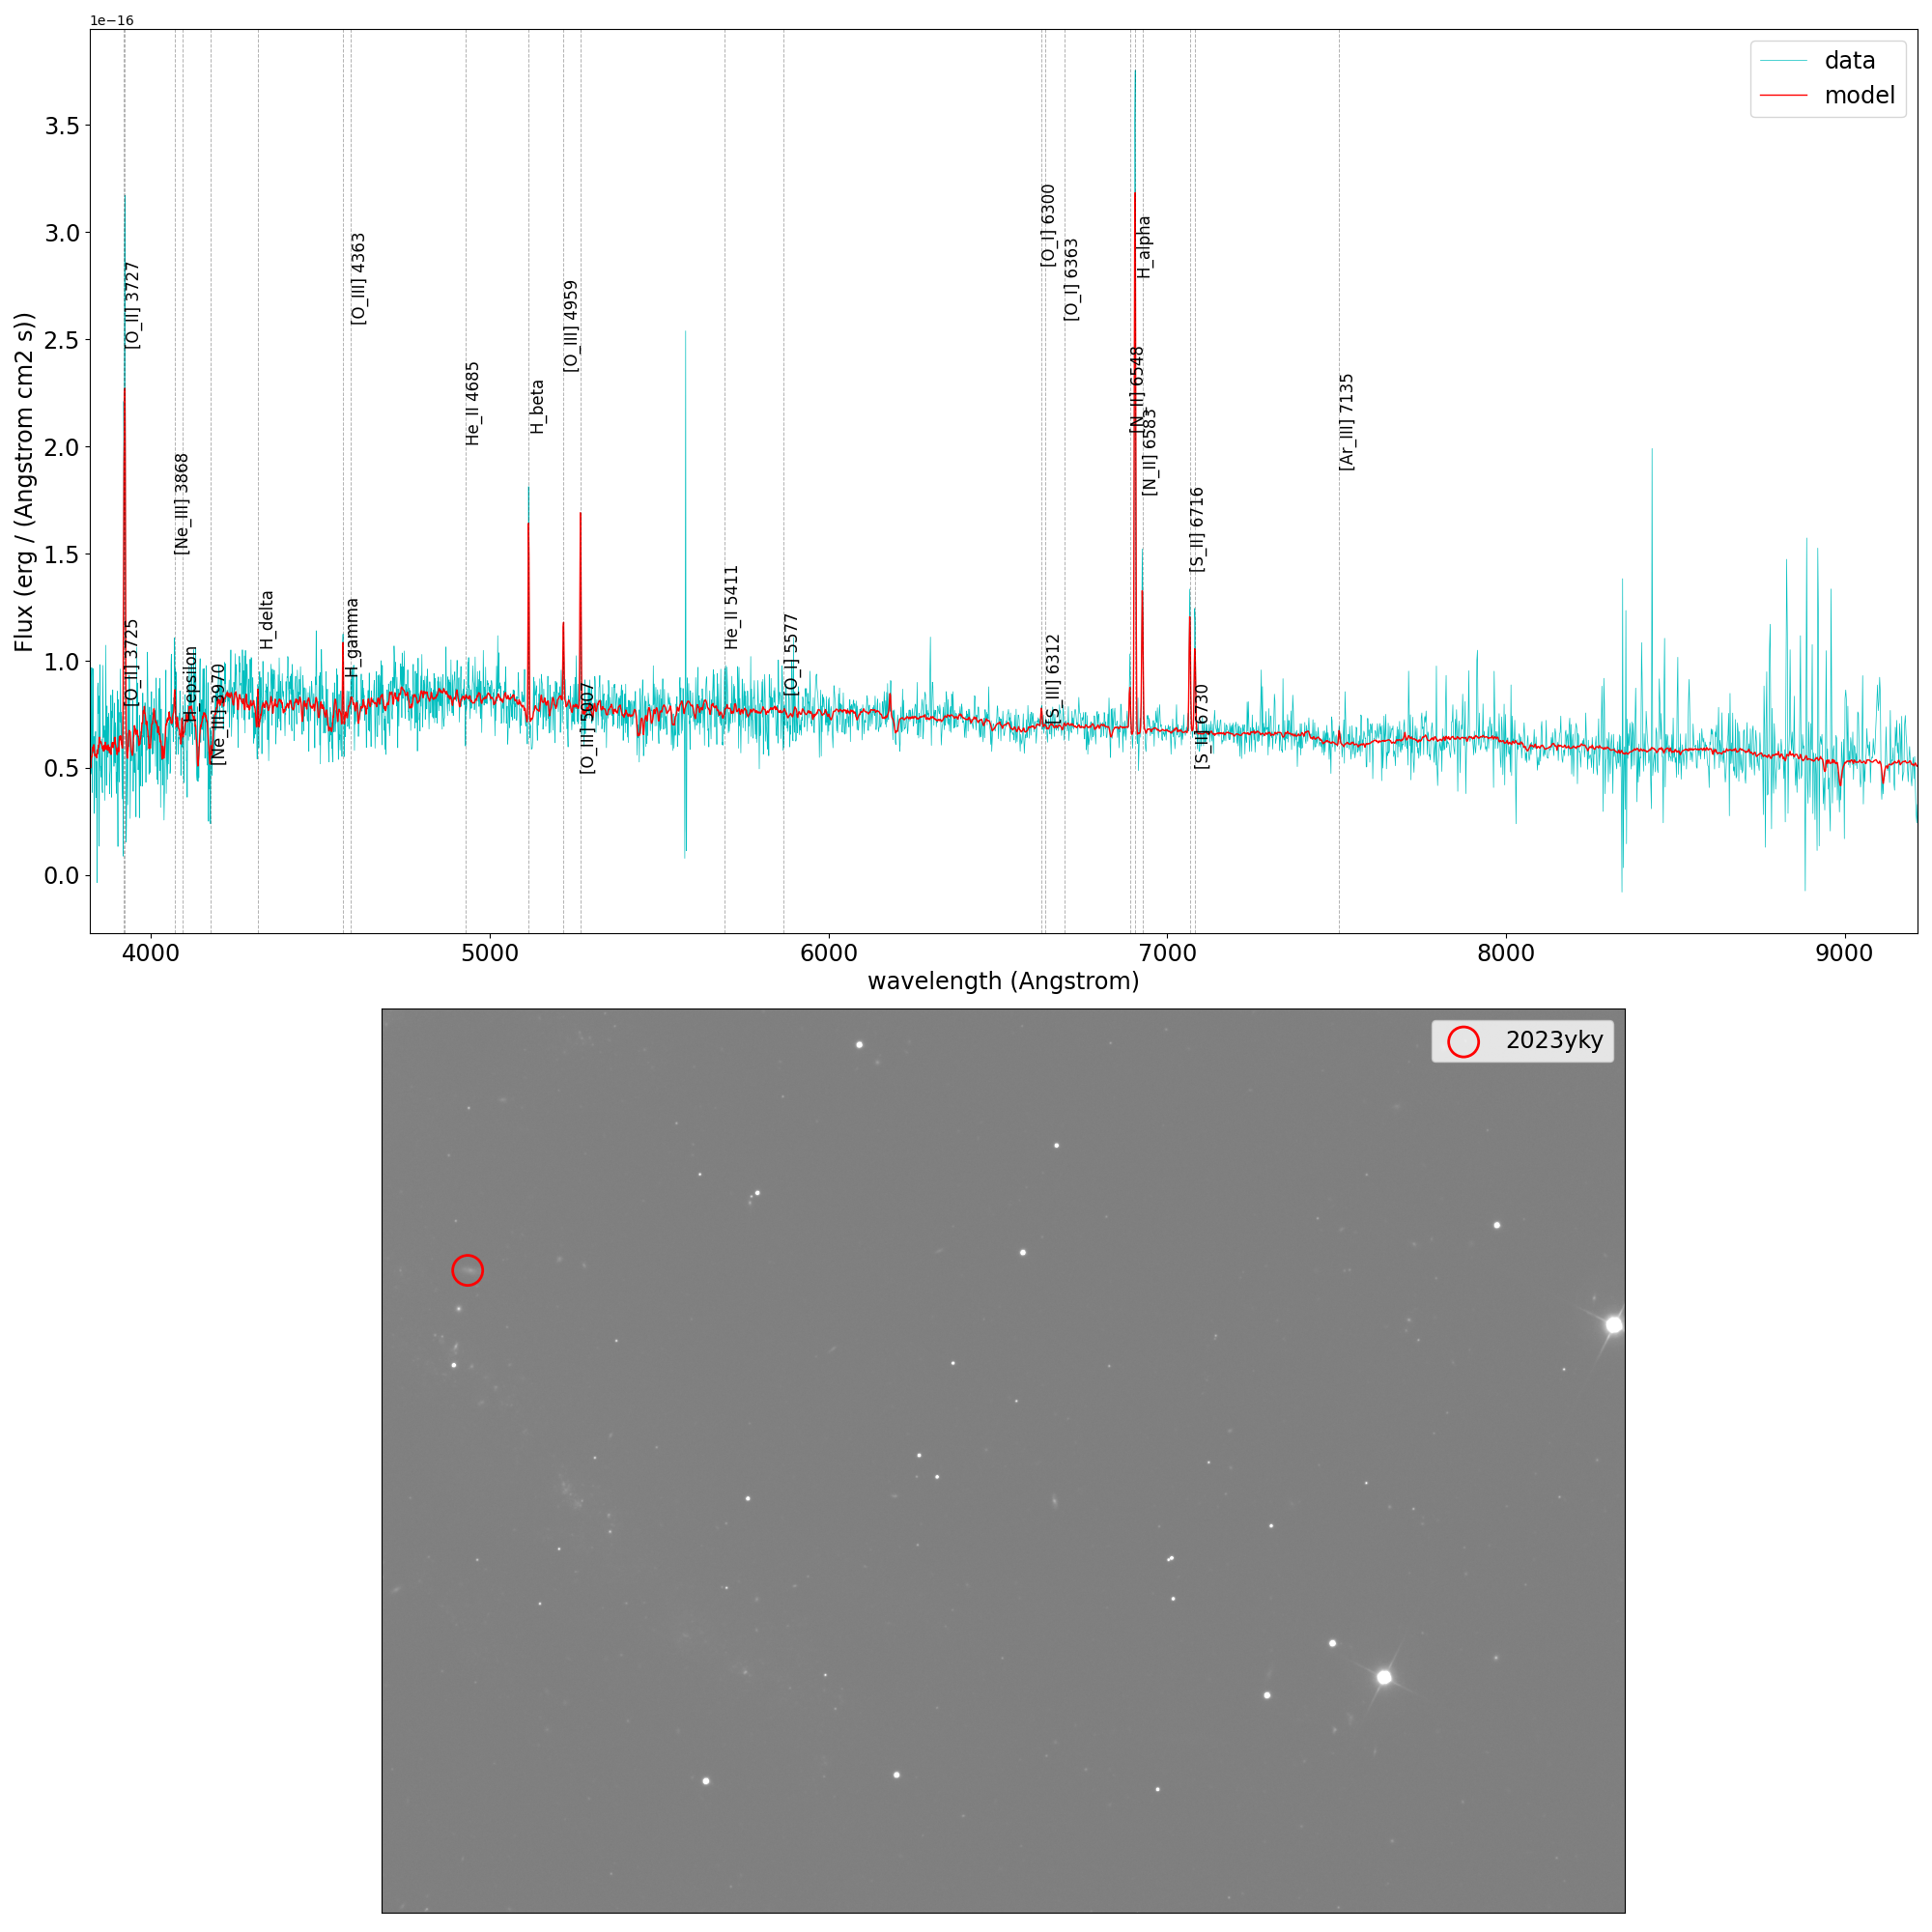 1e−16
data
model
3.5
3.0
2.5
2.0
1.5
1.0
0.5
0.0
Flux (erg / (Angstrom cm2 s))
[O_II] 3727
[O_II] 3725
[Ne_III] 3868
H_epsilon
[Ne_III] 3970
H_delta
H_gamma
[O_III] 4363
He_II 4685
H_beta
[O_III] 4959
[O_III] 5007
He_II 5411
[O_I] 5577
[O_I] 6300
[S_III] 6312
[O_I] 6363
[N_II] 6548
H_alpha
[N_II] 6583
[S_II] 6716
[S_II] 6730
[Ar_III] 7135
4000 5000 6000 7000 8000 9000
wavelength (Angstrom)
2023yky